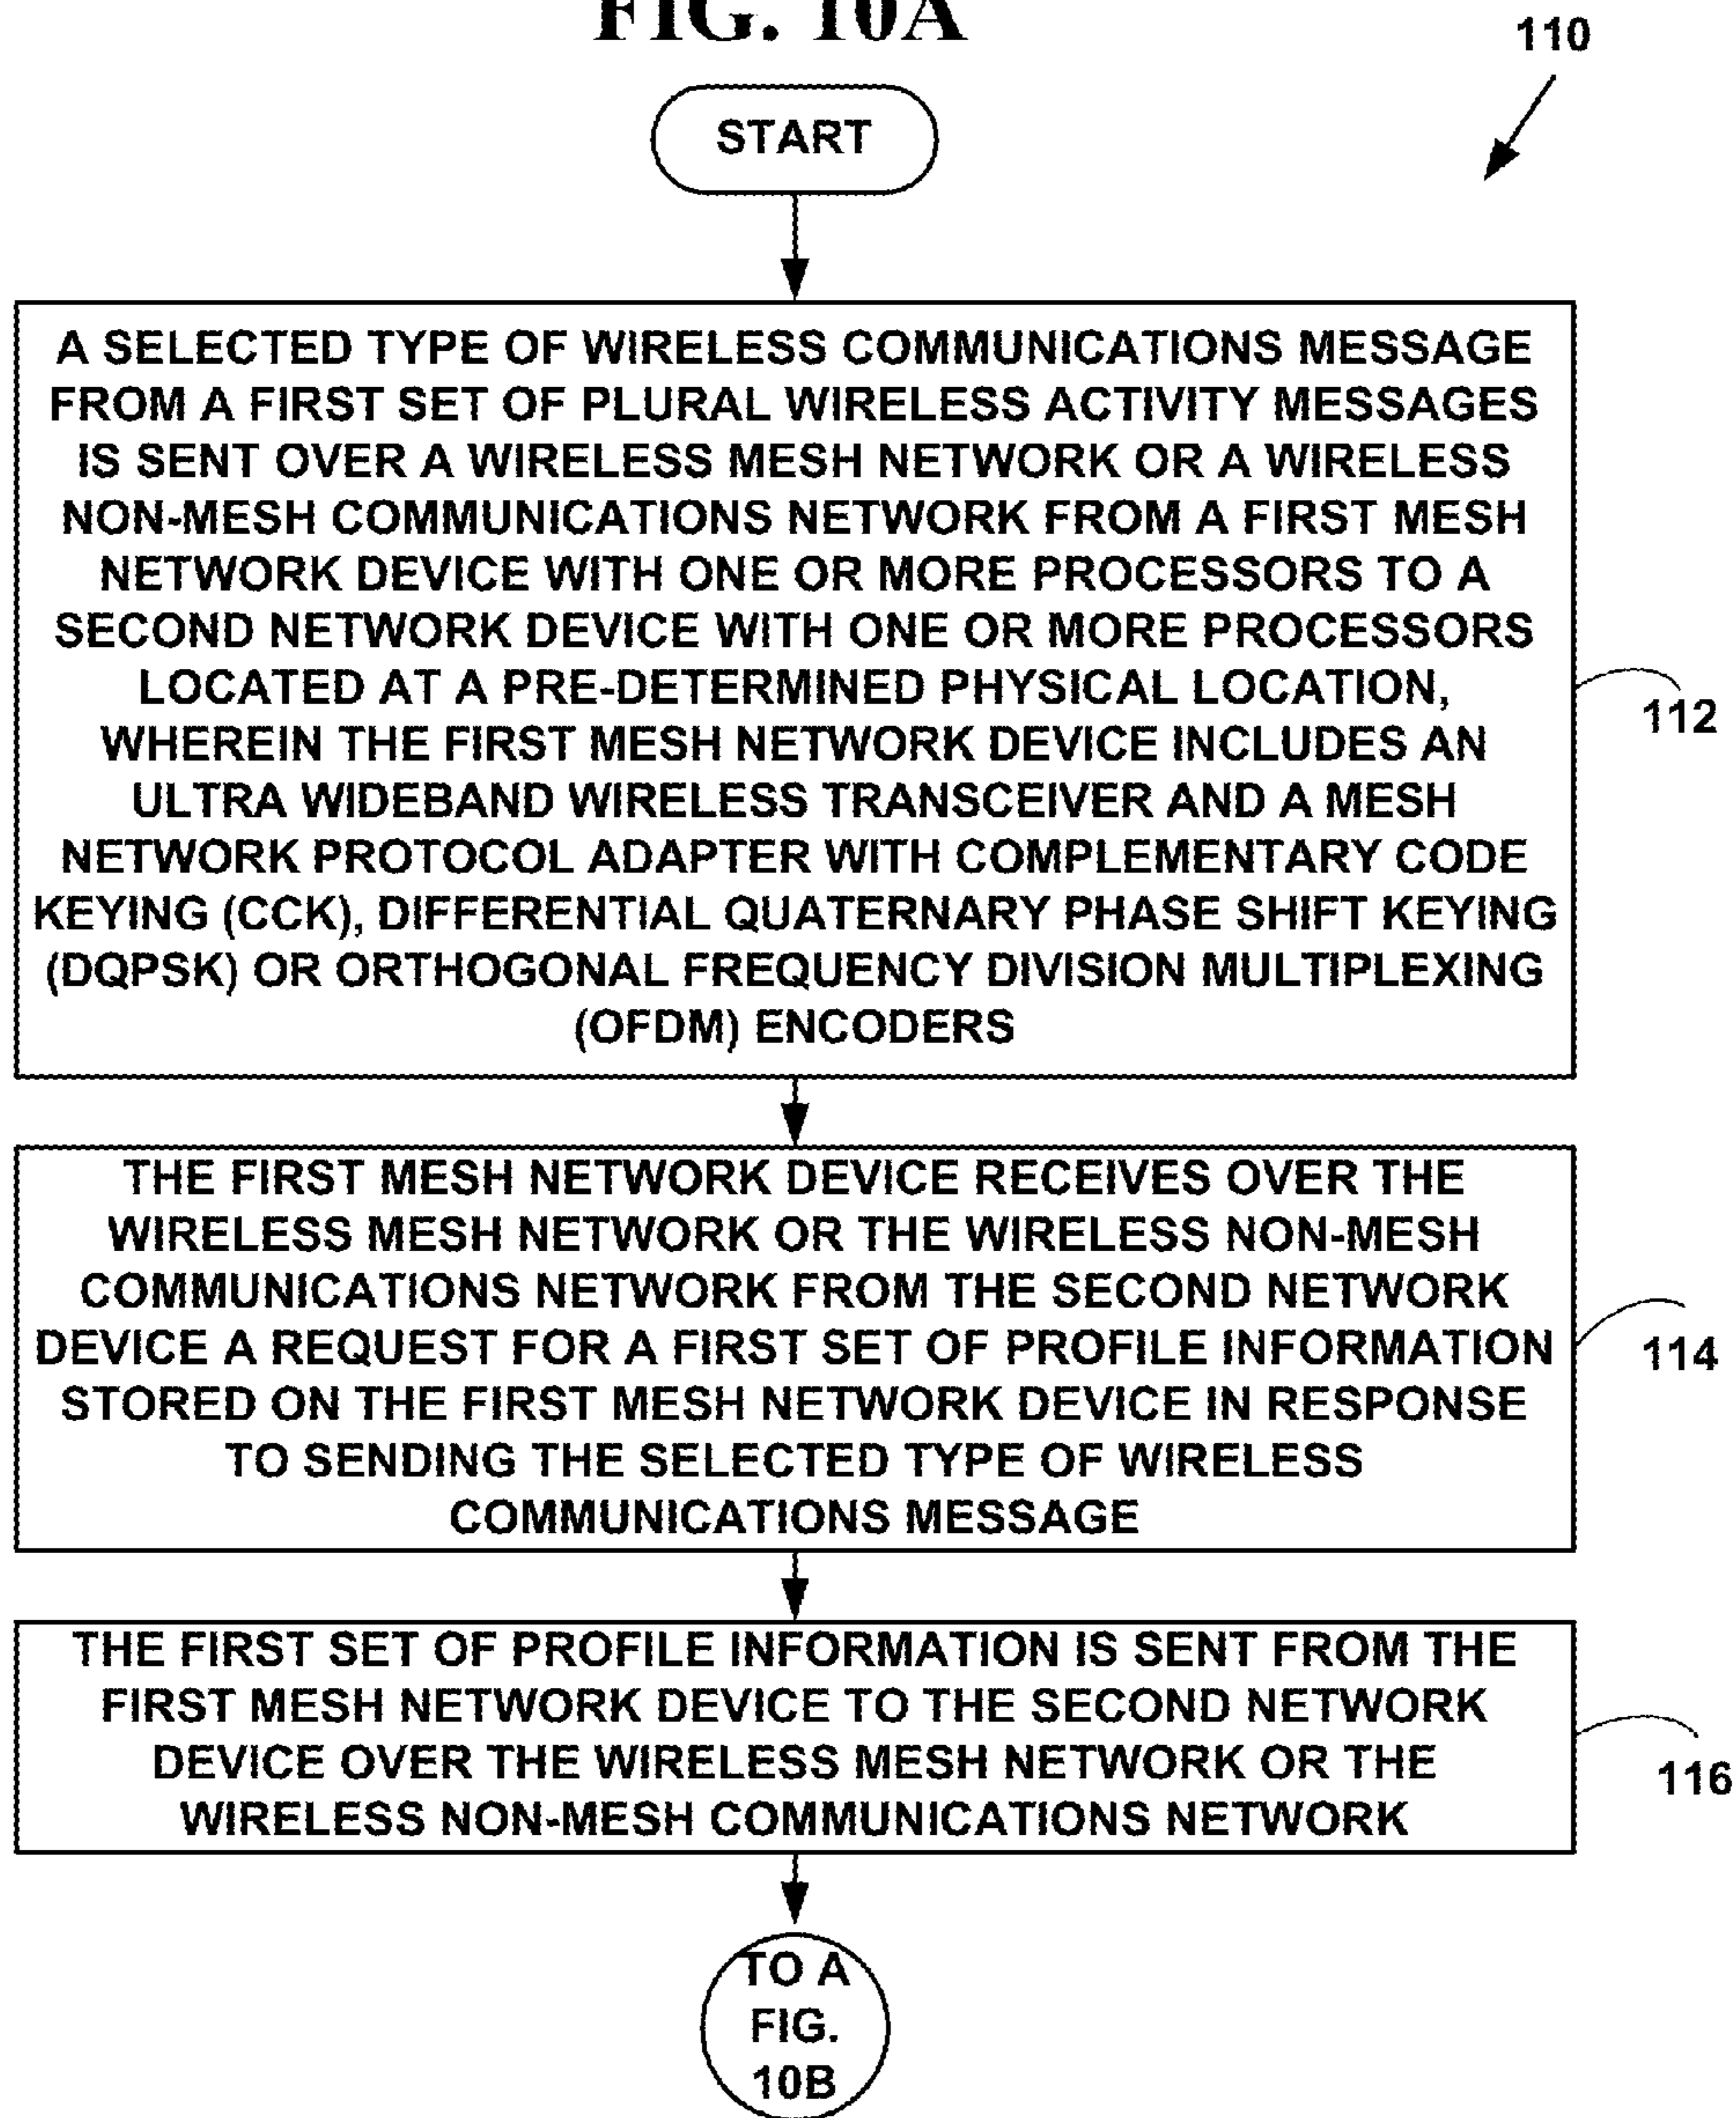 FIG. 10A
110
START
A SELECTED TYPE OF WIRELESS COMMUNICATIONS MESSAGE
FROM A FIRST SET OF PLURAL WIRELESS ACTIVITY MESSAGES
IS SENT OVER A WIRELESS MESH NETWORK OR A WIRELESS
NON-MESH COMMUNICATIONS NETWORK FROM A FIRST MESH
NETWORK DEVICE WITH ONE OR MORE PROCESSORS TO A
SECOND NETWORK DEVICE WITH ONE OR MORE PROCESSORS
LOCATED AT A PRE-DETERMINED PHYSICAL LOCATION,
WHEREIN THE FIRST MESH NETWORK DEVICE INCLUDES AN
ULTRA WIDEBAND WIRELESS TRANSCEIVER AND A MESH
NETWORK PROTOCOL ADAPTER WITH COMPLEMENTARY CODE
KEYING (CCK), DIFFERENTIAL QUATERNARY PHASE SHIFT KEYING
(DQPSK) OR ORTHOGONAL FREQUENCY DIVISION MULTIPLEXING
(OFDM) ENCODERS
112
THE FIRST MESH NETWORK DEVICE RECEIVES OVER THE
WIRELESS MESH NETWORK OR THE WIRELESS NON-MESH
COMMUNICATIONS NETWORK FROM THE SECOND NETWORK
DEVICE A REQUEST FOR A FIRST SET OF PROFILE INFORMATION
STORED ON THE FIRST MESH NETWORK DEVICE IN RESPONSE
TO SENDING THE SELECTED TYPE OF WIRELESS
COMMUNICATIONS MESSAGE
114
THE FIRST SET OF PROFILE INFORMATION IS SENT FROM THE
FIRST MESH NETWORK DEVICE TO THE SECOND NETWORK
DEVICE OVER THE WIRELESS MESH NETWORK OR THE
WIRELESS NON-MESH COMMUNICATIONS NETWORK
116
TO A
FIG.
10B